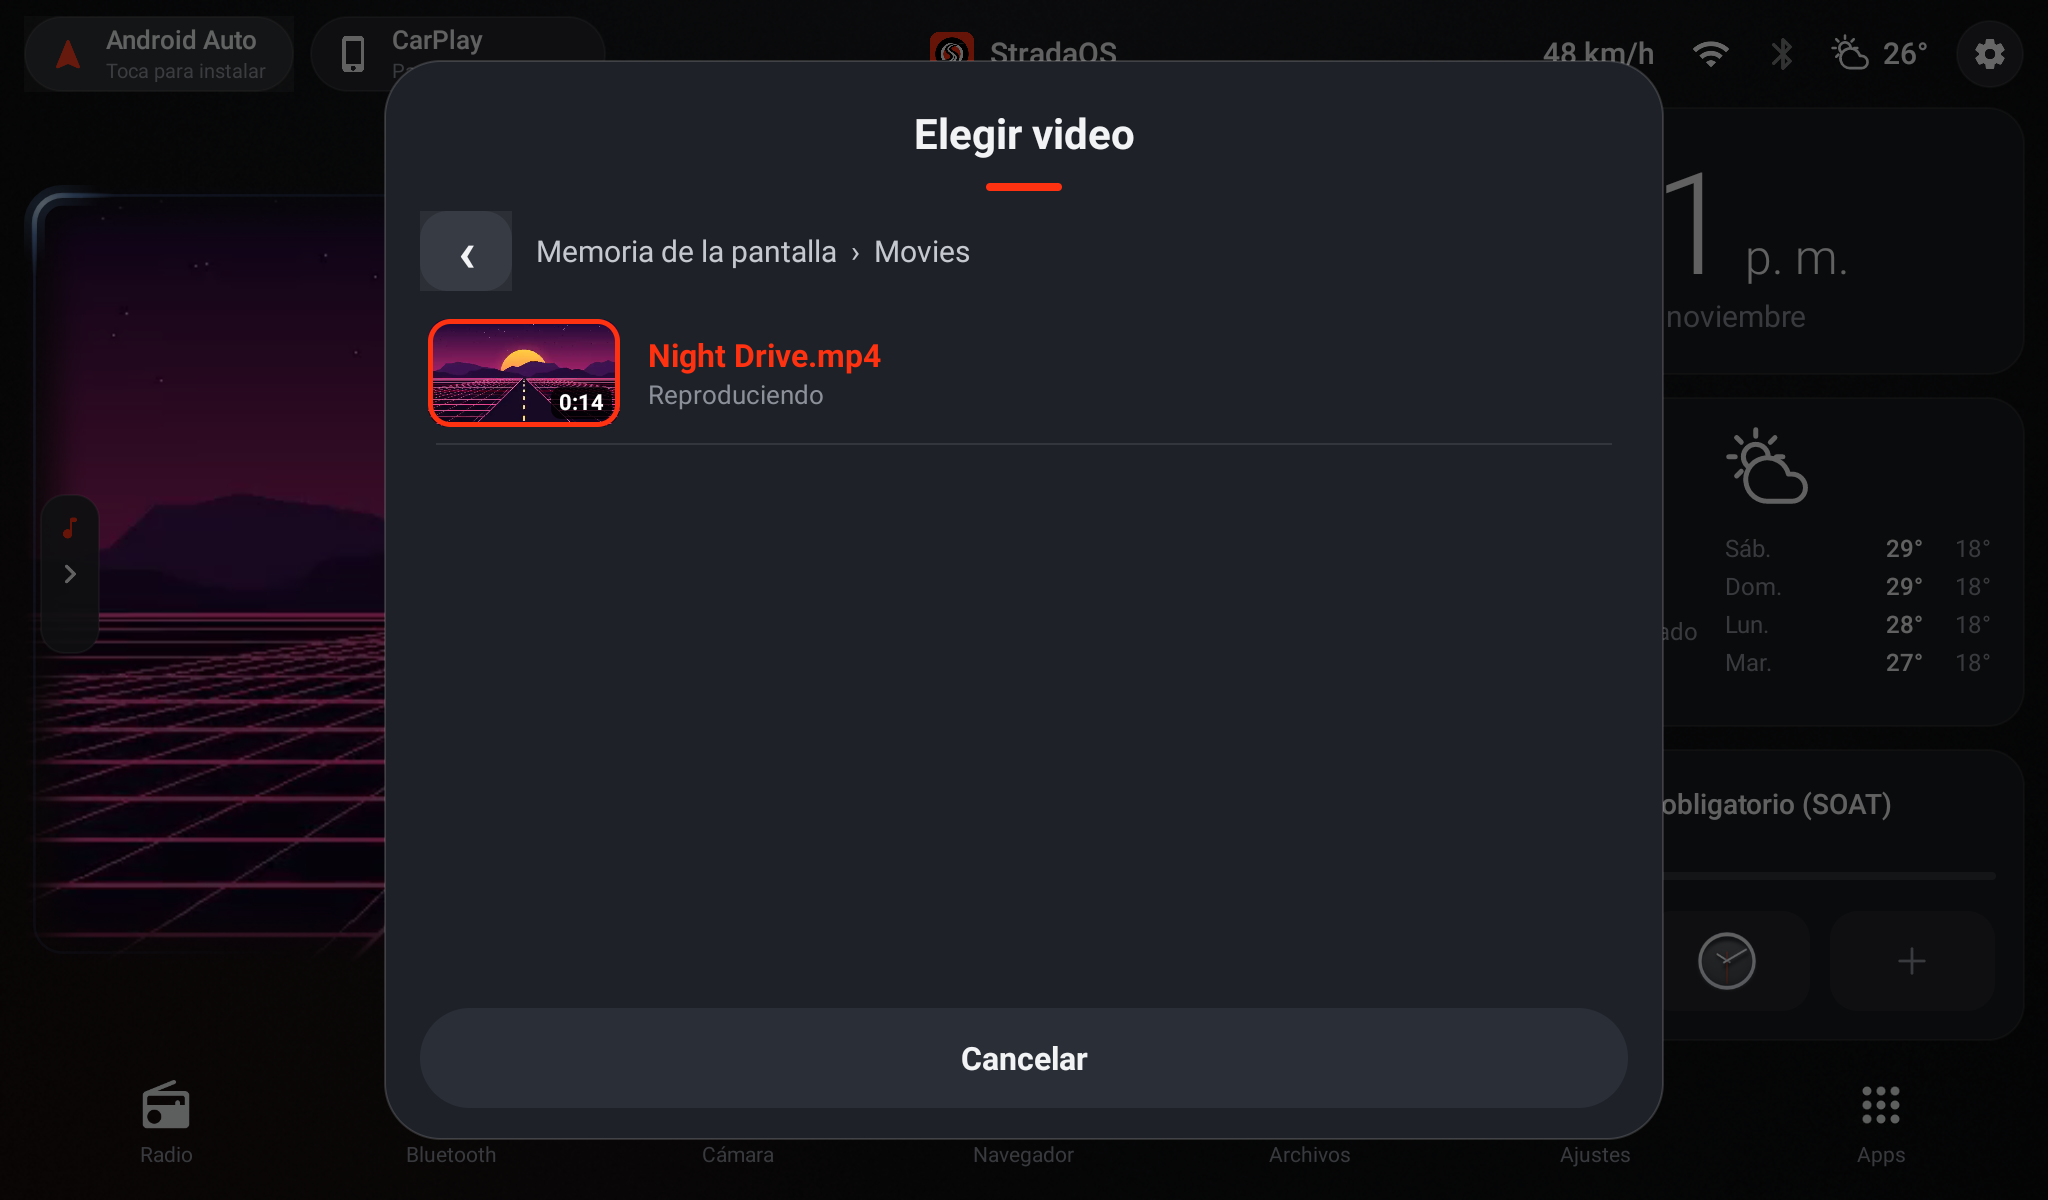 Android Auto
Toca para instalar
CarPlay
StradaOS
48 km/h
26°
Elegir video
Memoria de la pantalla › Movies
Night Drive.mp4
0:14
Reproduciendo
1 p. m.
noviembre
Sáb. 29° 18°
Dom. 29° 18°
Lun. 28° 18°
Mar. 27° 18°
obligatorio (SOAT)
Cancelar
Radio
Bluetooth
Cámara
Navegador
Archivos
Ajustes
Apps